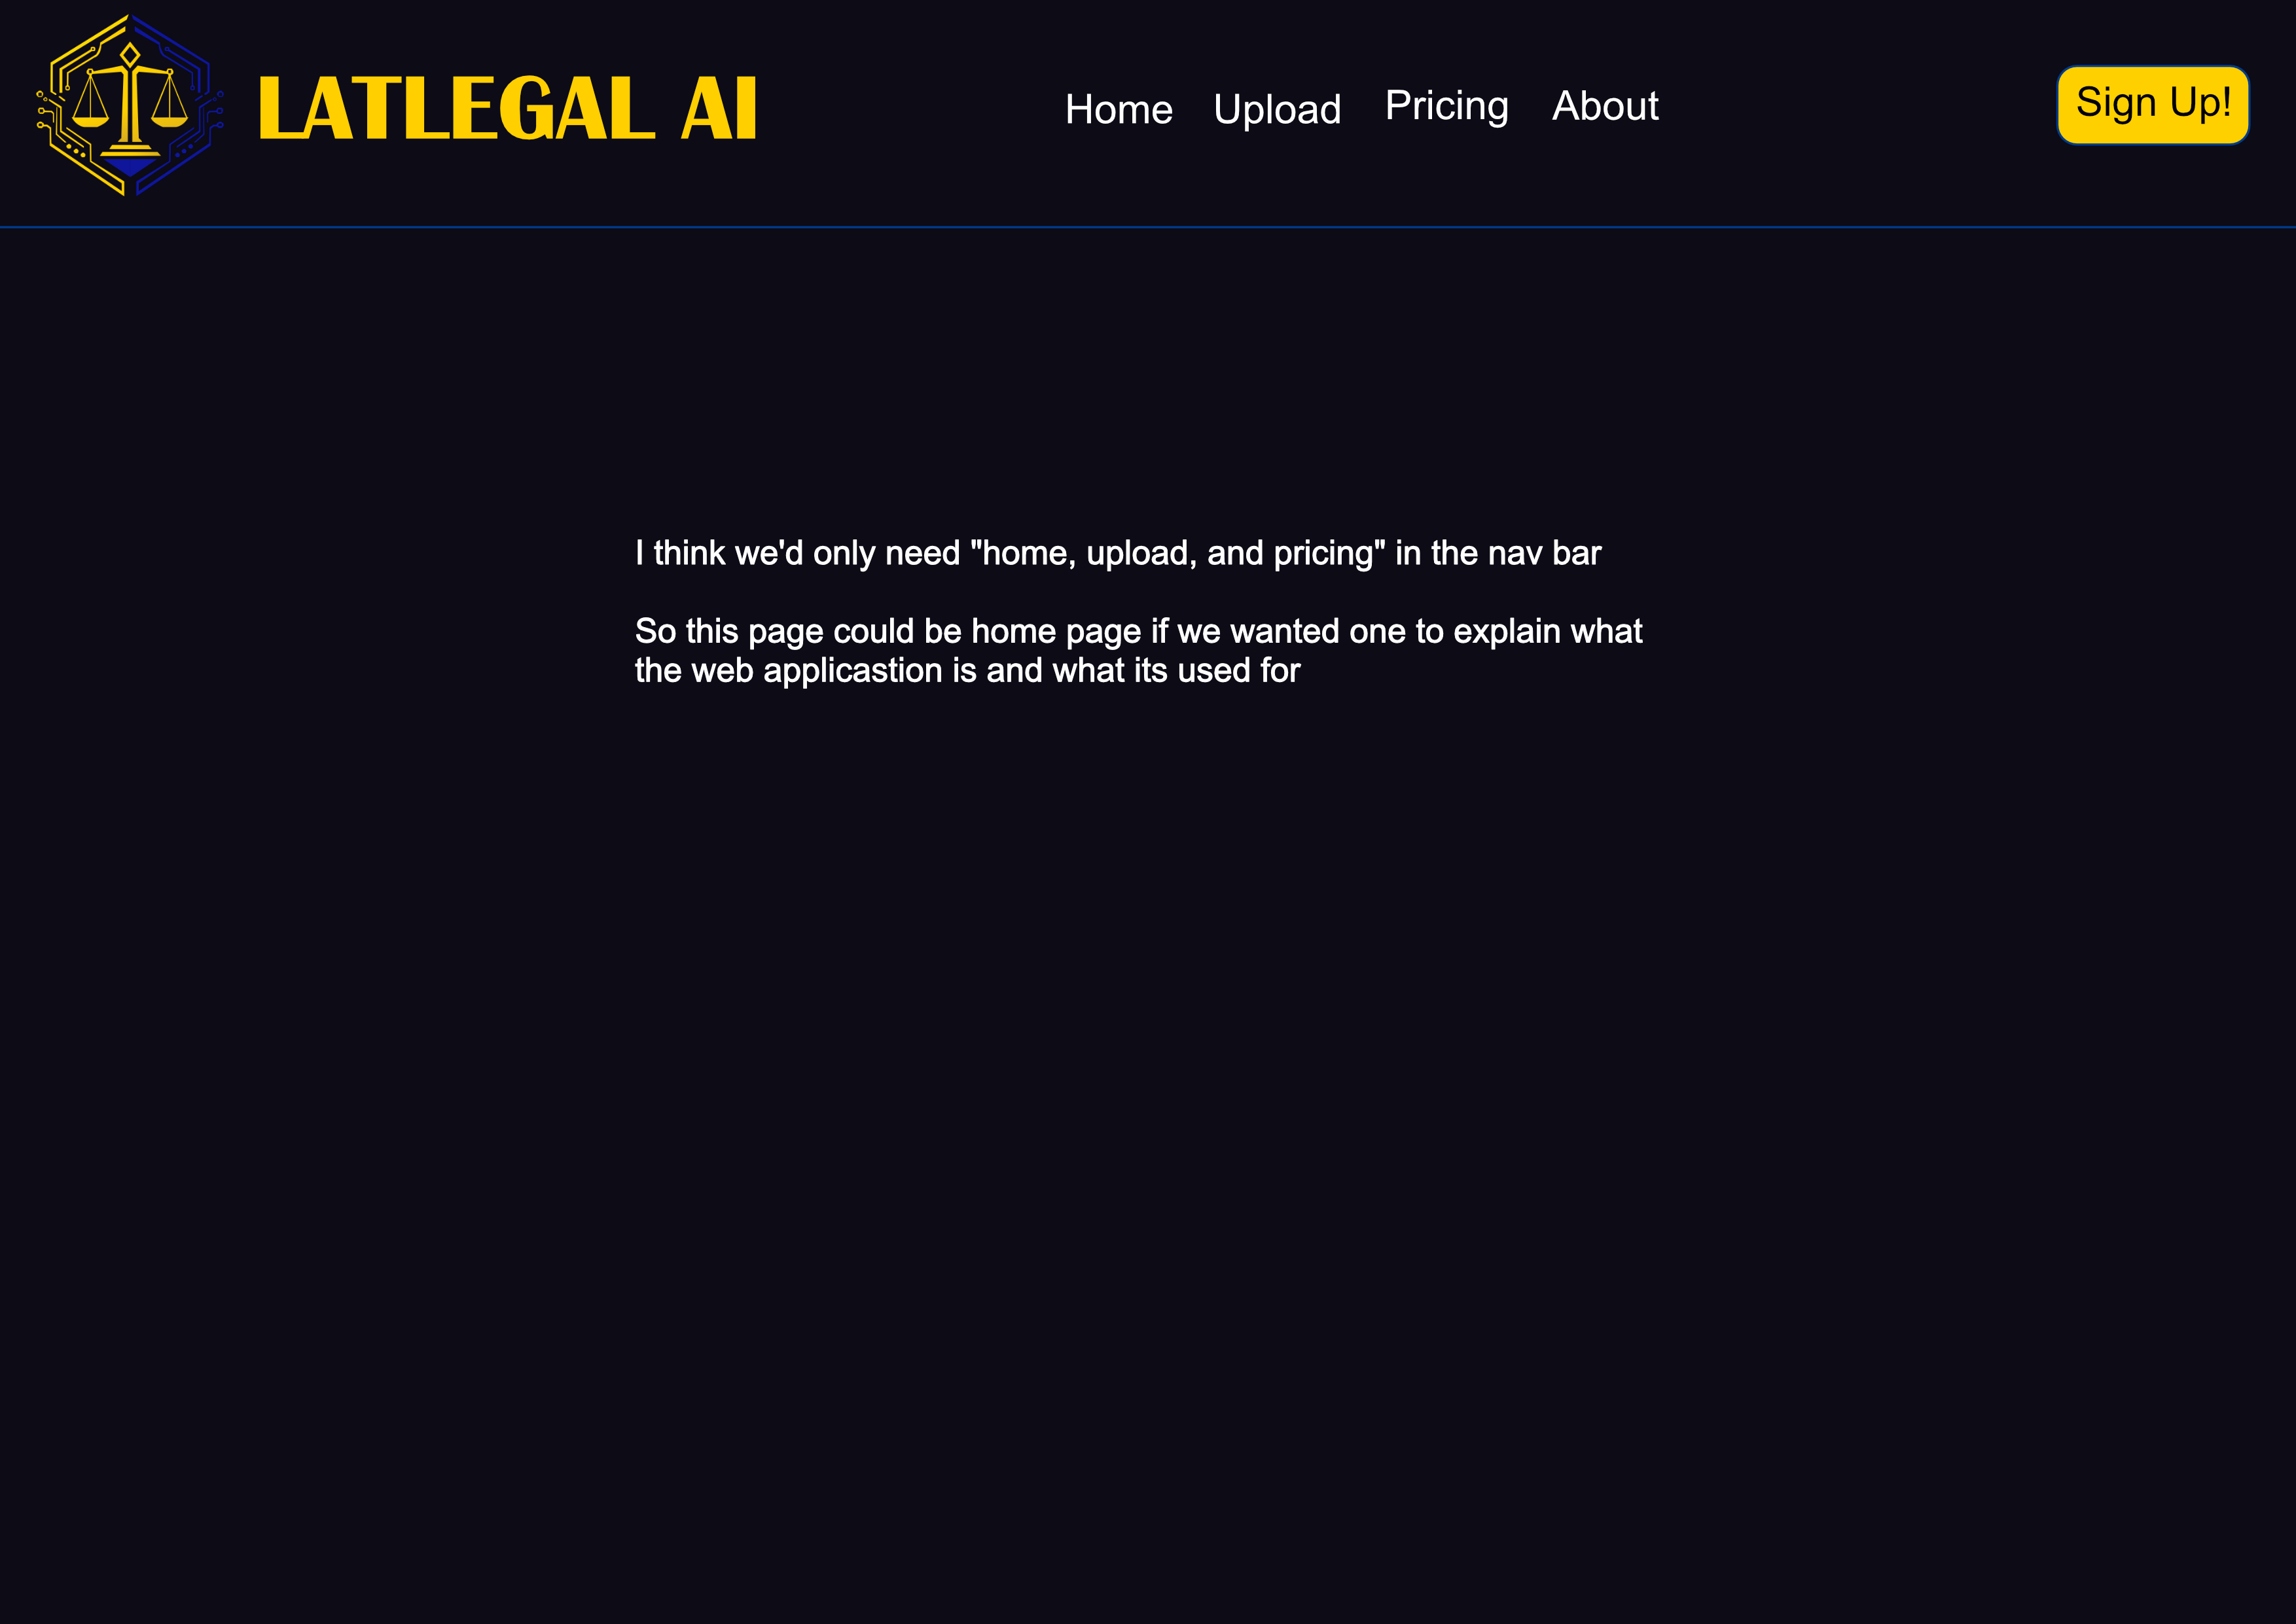 LATLEGAL AI
Home Upload Pricing About
Sign Up!
I think we'd only need "home, upload, and pricing" in the nav bar
So this page could be home page if we wanted one to explain what
the web applicastion is and what its used for